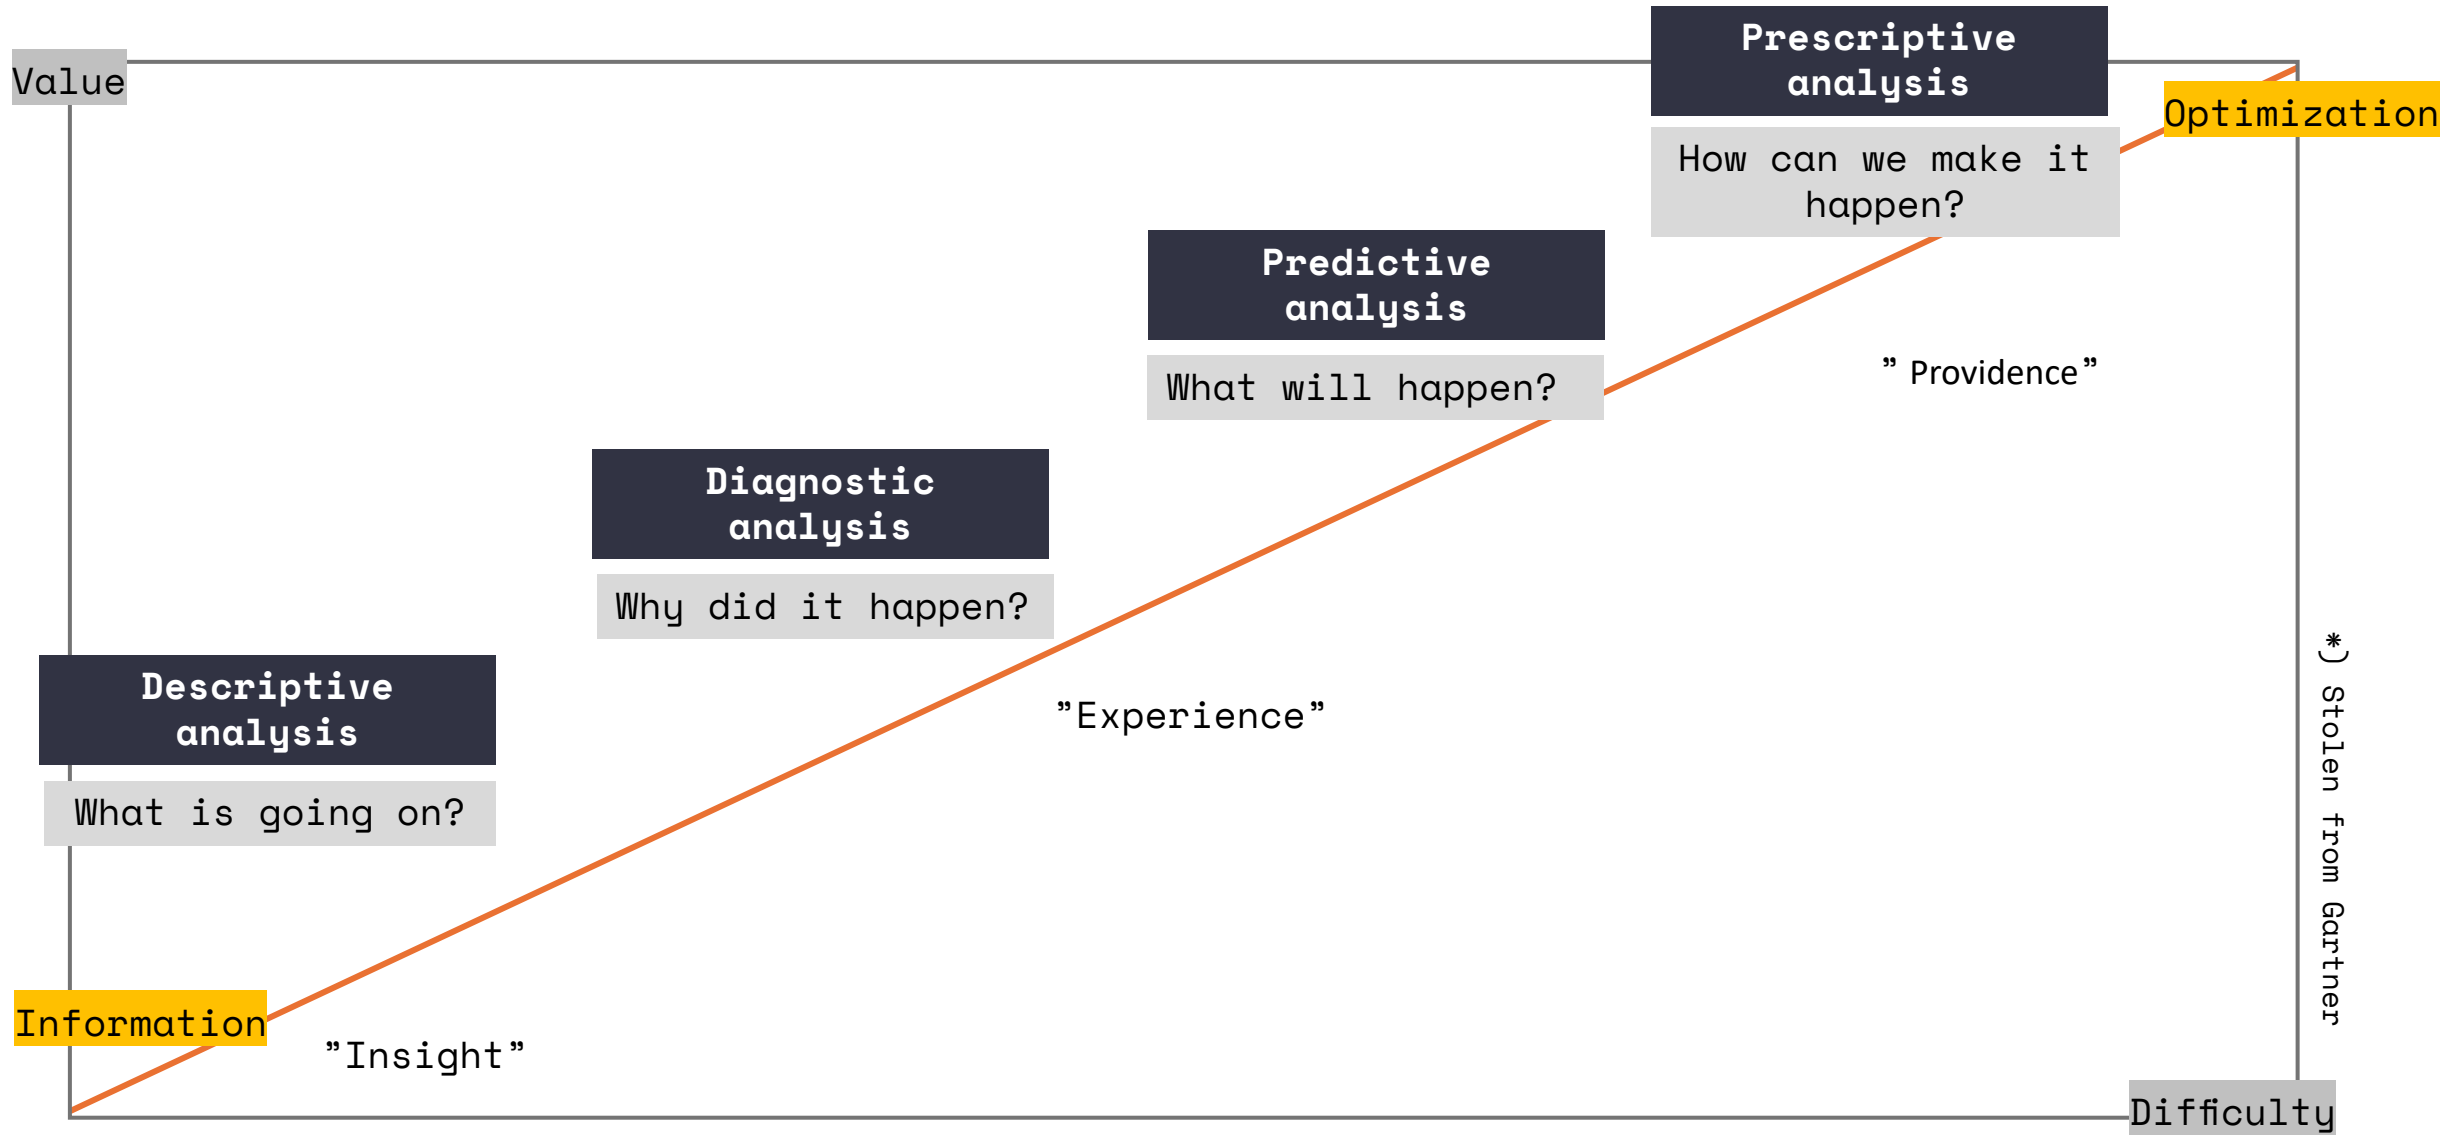 Value
Prescriptive
analysis
Optimization
How can we make it
happen?
Predictive
analysis
What will happen?
” Providence”
Diagnostic
analysis
Why did it happen?
Descriptive
analysis
What is going on?
”Experience”
*) Stolen from Gartner
Information
”Insight”
Difficulty